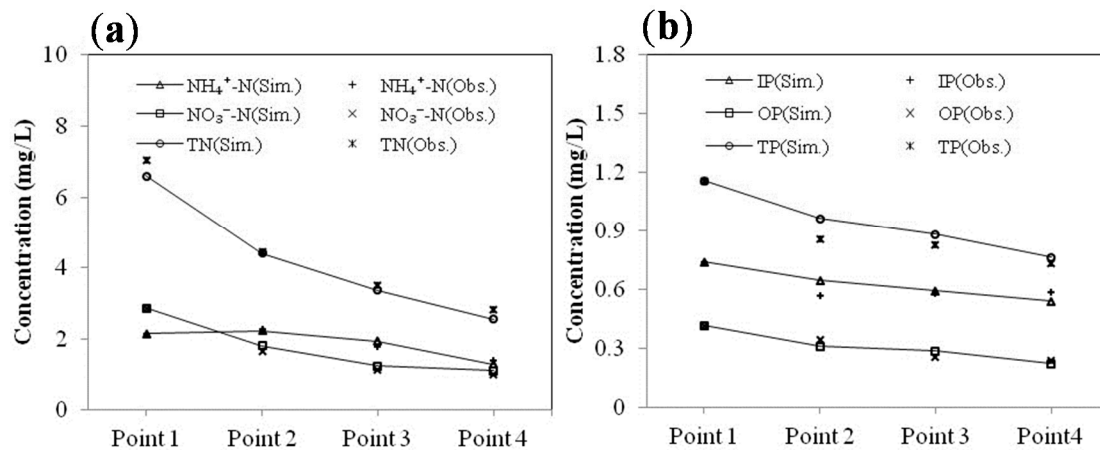 (a)
10
8
6
4
2
0
Concentration (mg/L)
NH₄⁺-N(Sim.) NH₄⁺-N(Obs.)
NO₃⁻-N(Sim.) NO₃⁻-N(Obs.)
TN(Sim.) TN(Obs.)
Point 1 Point 2 Point 3 Point 4
(b)
1.8
1.5
1.2
0.9
0.6
0.3
0
Concentration (mg/L)
IP(Sim.) IP(Obs.)
OP(Sim.) OP(Obs.)
TP(Sim.) TP(Obs.)
Point 1 Point 2 Point 3 Point4